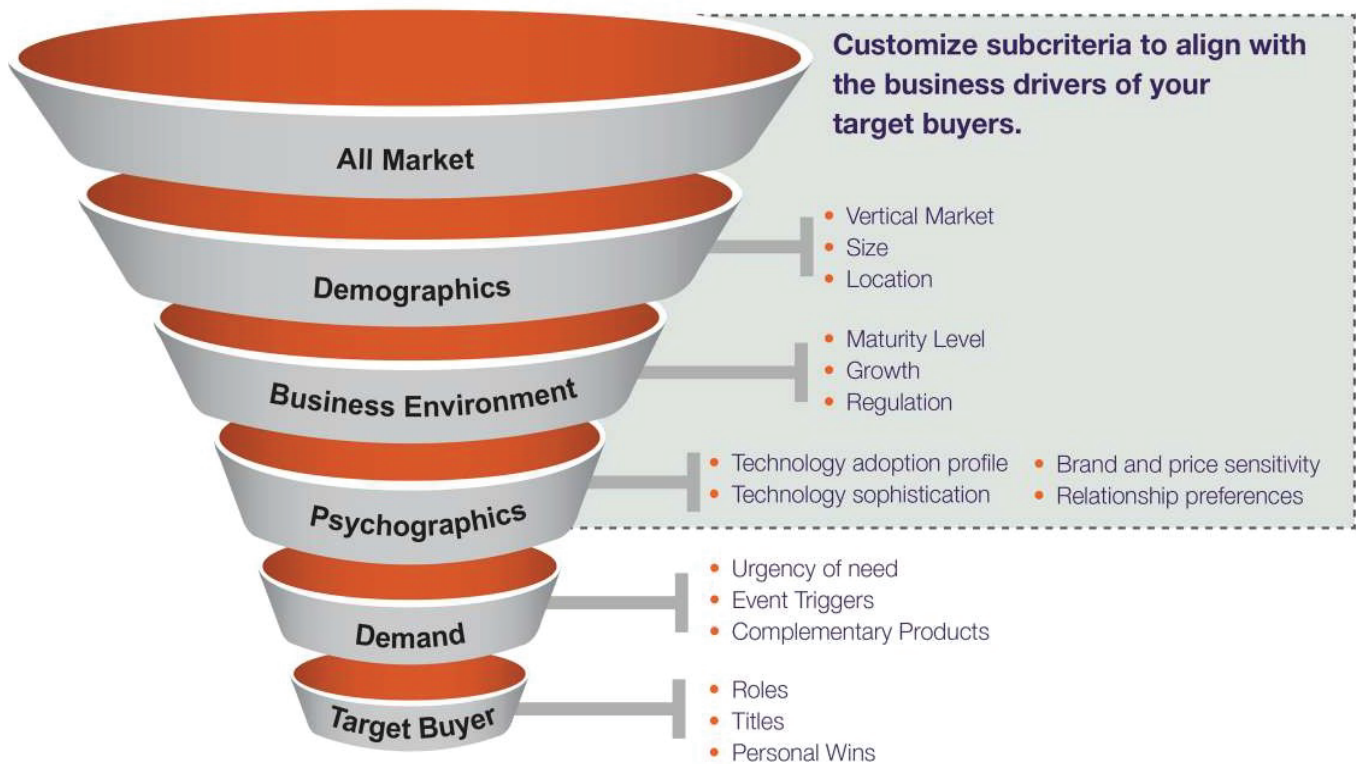 Customize subcriteria to align with
the business drivers of your
target buyers.
All Market
Demographics
• Vertical Market
• Size
• Location
Business Environment
• Maturity Level
• Growth
• Regulation
Psychographics
• Technology adoption profile
• Technology sophistication
• Brand and price sensitivity
• Relationship preferences
Demand
• Urgency of need
• Event Triggers
• Complementary Products
Target Buyer
• Roles
• Titles
• Personal Wins